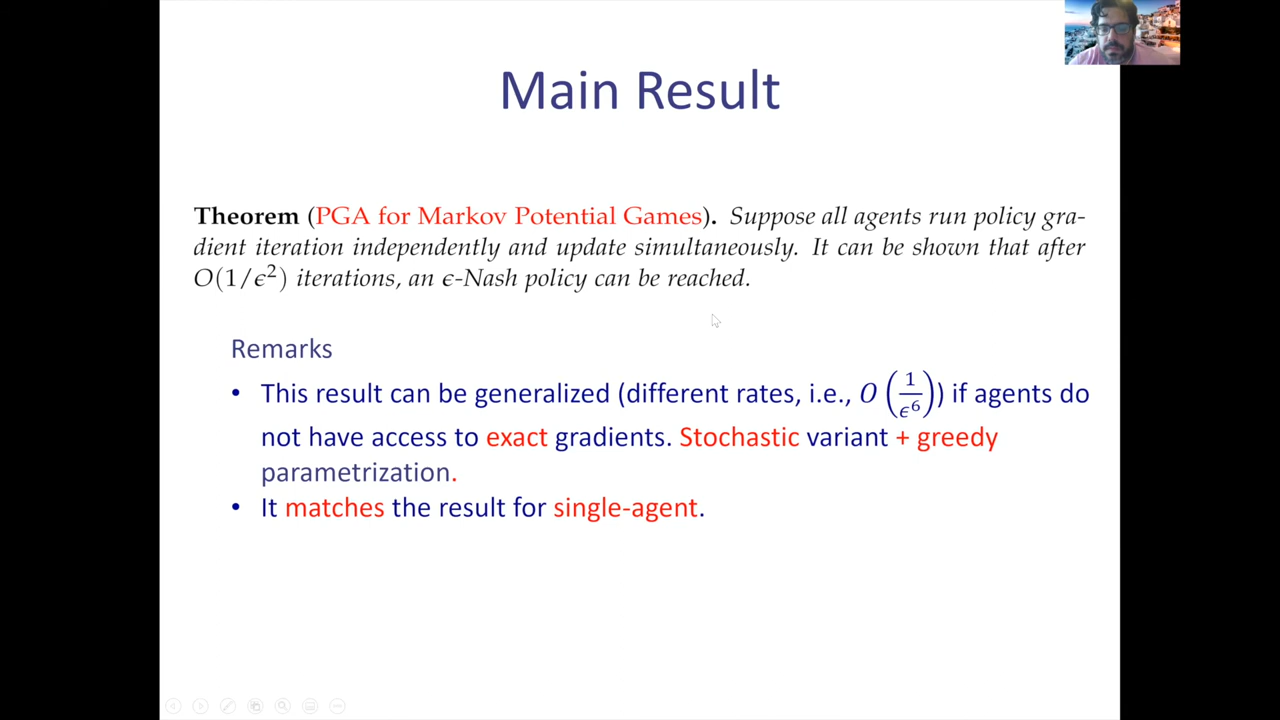 Main Result
Theorem (PGA for Markov Potential Games). Suppose all agents run policy gra-
dient iteration independently and update simultaneously. It can be shown that after
O(1/ϵ²) iterations, an ϵ-Nash policy can be reached.
Remarks
• This result can be generalized (different rates, i.e., O(1/ϵ⁶)) if agents do
not have access to exact gradients. Stochastic variant + greedy
parametrization.
• It matches the result for single-agent.